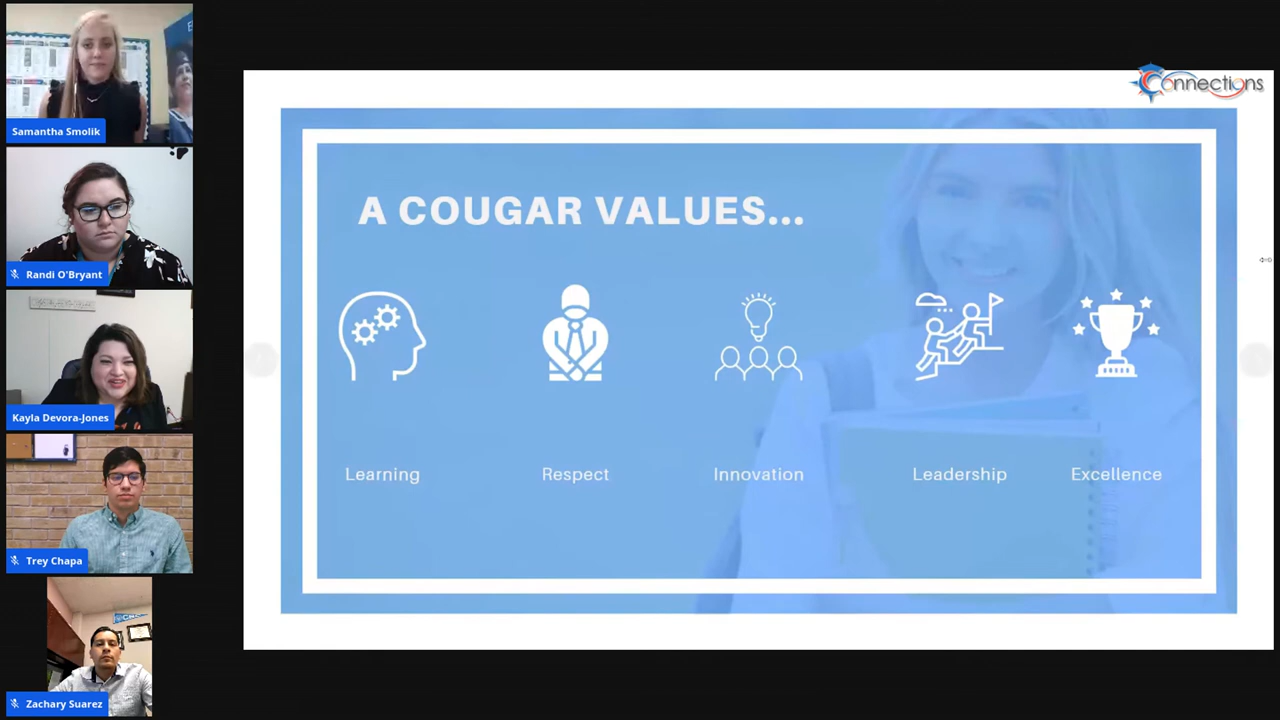 Samantha Smolik
Randi O'Bryant
Kayla Devora-Jones
Trey Chapa
Zachary Suarez
Connections
A COUGAR VALUES...
Learning
Respect
Innovation
Leadership
Excellence